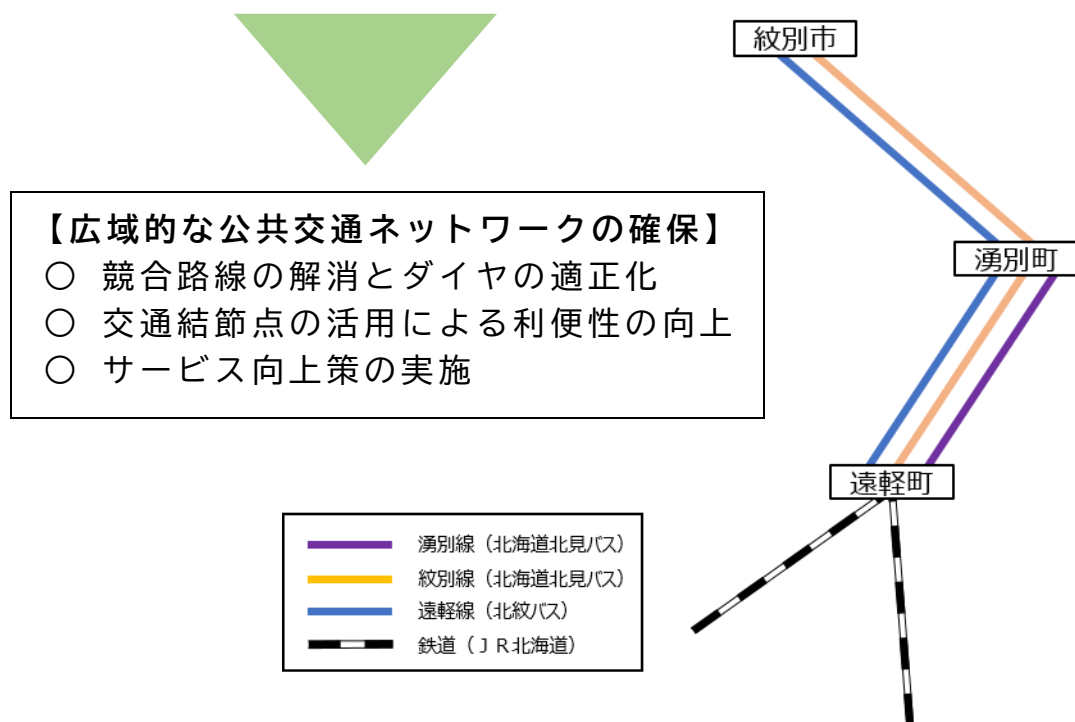 紋別市
湧別町
遠軽町
【広域的な公共交通ネットワークの確保】
〇 競合路線の解消とダイヤの適正化
〇 交通結節点の活用による利便性の向上
〇 サービス向上策の実施
湧別線（北海道北見バス）
紋別線（北海道北見バス）
遠軽線（北紋バス）
鉄道（ＪＲ北海道）